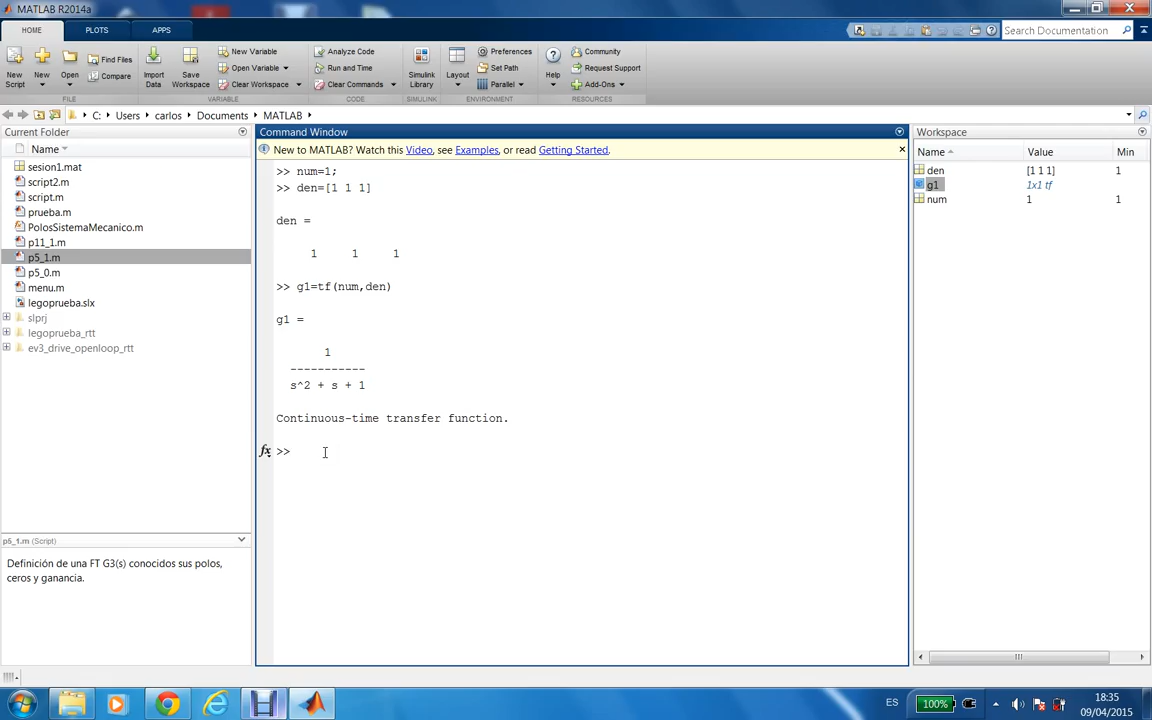 MATLAB R2014a
HOME PLOTS APPS Search Documentation
New Script New Open Find Files Compare Import Data Save Workspace New Variable Open Variable Clear Workspace Analyze Code Run and Time Clear Commands Simulink Library Layout Preferences Set Path Parallel Help Community Request Support Add-Ons
FILE VARIABLE CODE SIMULINK ENVIRONMENT RESOURCES
C: Users carlos Documents MATLAB
Current Folder
Name
sesion1.mat
script2.m
script.m
prueba.m
PolosSistemaMecanico.m
p11_1.m
p5_1.m
p5_0.m
menu.m
legoprueba.slx
slprj
legoprueba_rtt
ev3_drive_openloop_rtt
p5_1.m (Script)
Definición de una FT G3(s) conocidos sus polos,
ceros y ganancia.
Command Window
New to MATLAB? Watch this Video, see Examples, or read Getting Started.
>> num=1;
>> den=[1 1 1]
den =
1 1 1
>> g1=tf(num,den)
g1 =
1
-----------
s^2 + s + 1
Continuous-time transfer function.
fx >>
Workspace
Name Value Min
den [1 1 1] 1
g1 1x1 tf
num 1 1
ES 100% 18:35
09/04/2015